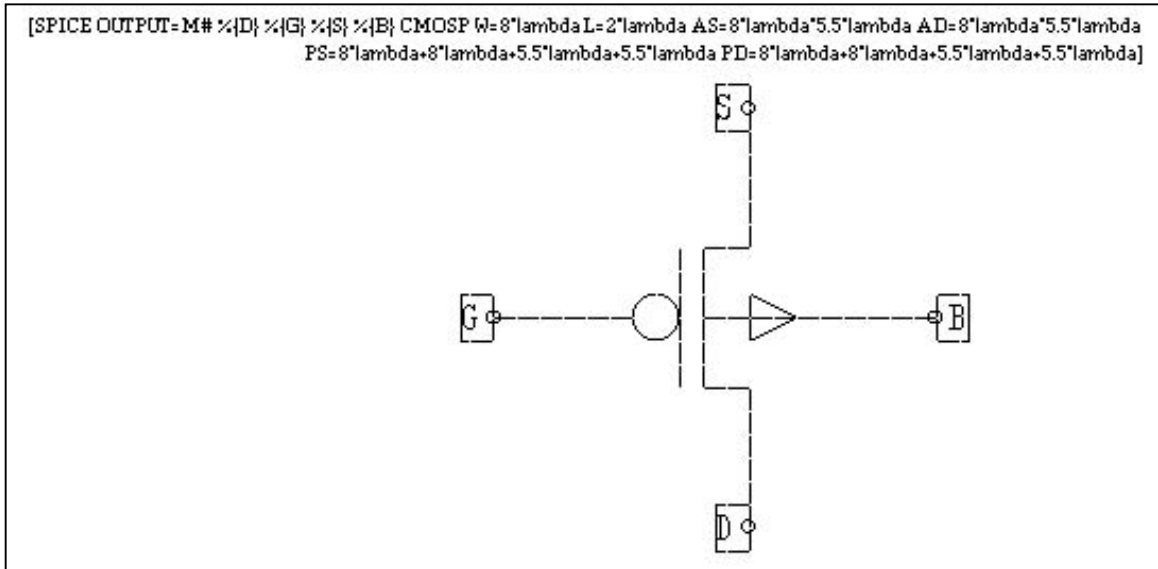 [SPICE OUTPUT=M# %{D} %{G} %{S} %{B} CMOSP W=8*lambda L=2*lambda AS=8*lambda*5.5*lambda AD=8*lambda*5.5*lambda
PS=8*lambda+8*lambda+5.5*lambda+5.5*lambda PD=8*lambda+8*lambda+5.5*lambda+5.5*lambda]
S
G
B
D